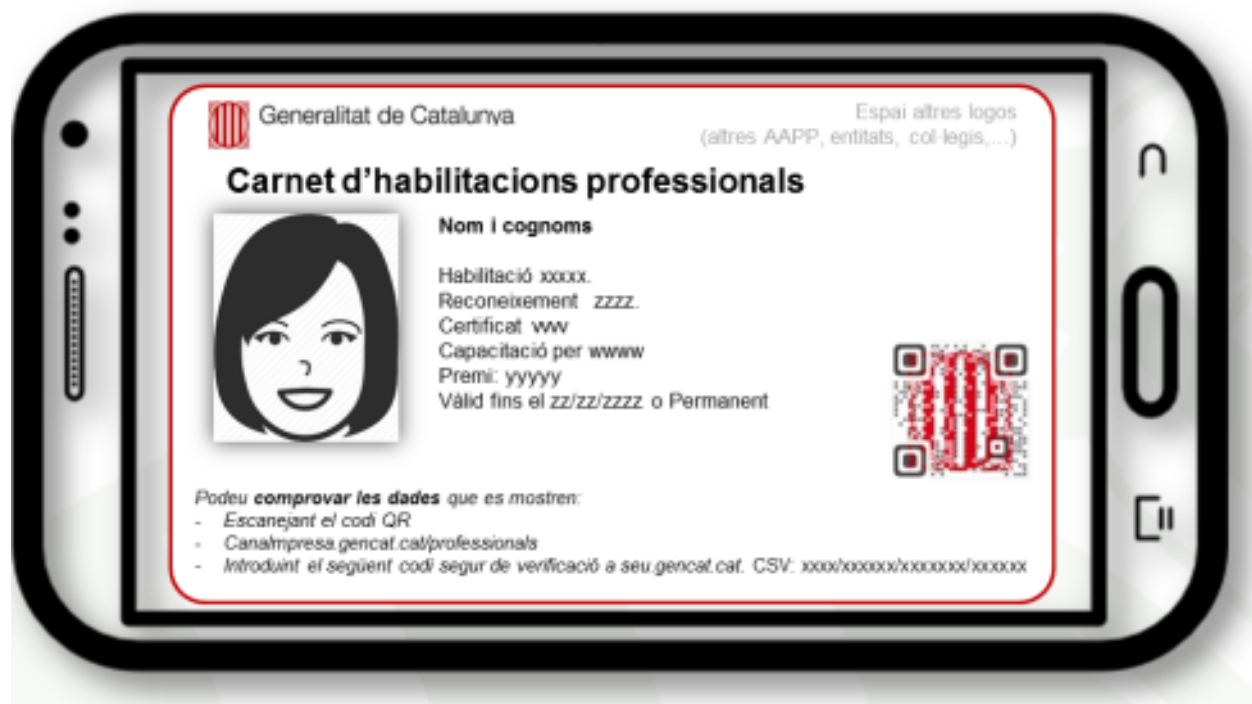 Generalitat de Catalunya
Espai altres logos
(altres AAPP, entitats, col·legis,...)
Carnet d'habilitacions professionals
Nom i cognoms
Habilitació xxxxx.
Reconeixement zzzz.
Certificat vvvv
Capacitació per wwww
Premi: yyyyy
Vàlid fins el zz/zz/zzzz o Permanent
Podeu comprovar les dades que es mostren:
- Escanejant el codi QR
- Canalmpresa.gencat.cat/professionals
- Introduint el següent codi segur de verificació a seu.gencat.cat. CSV: xxxx/xxxxxx/xxxxxxx/xxxxxx